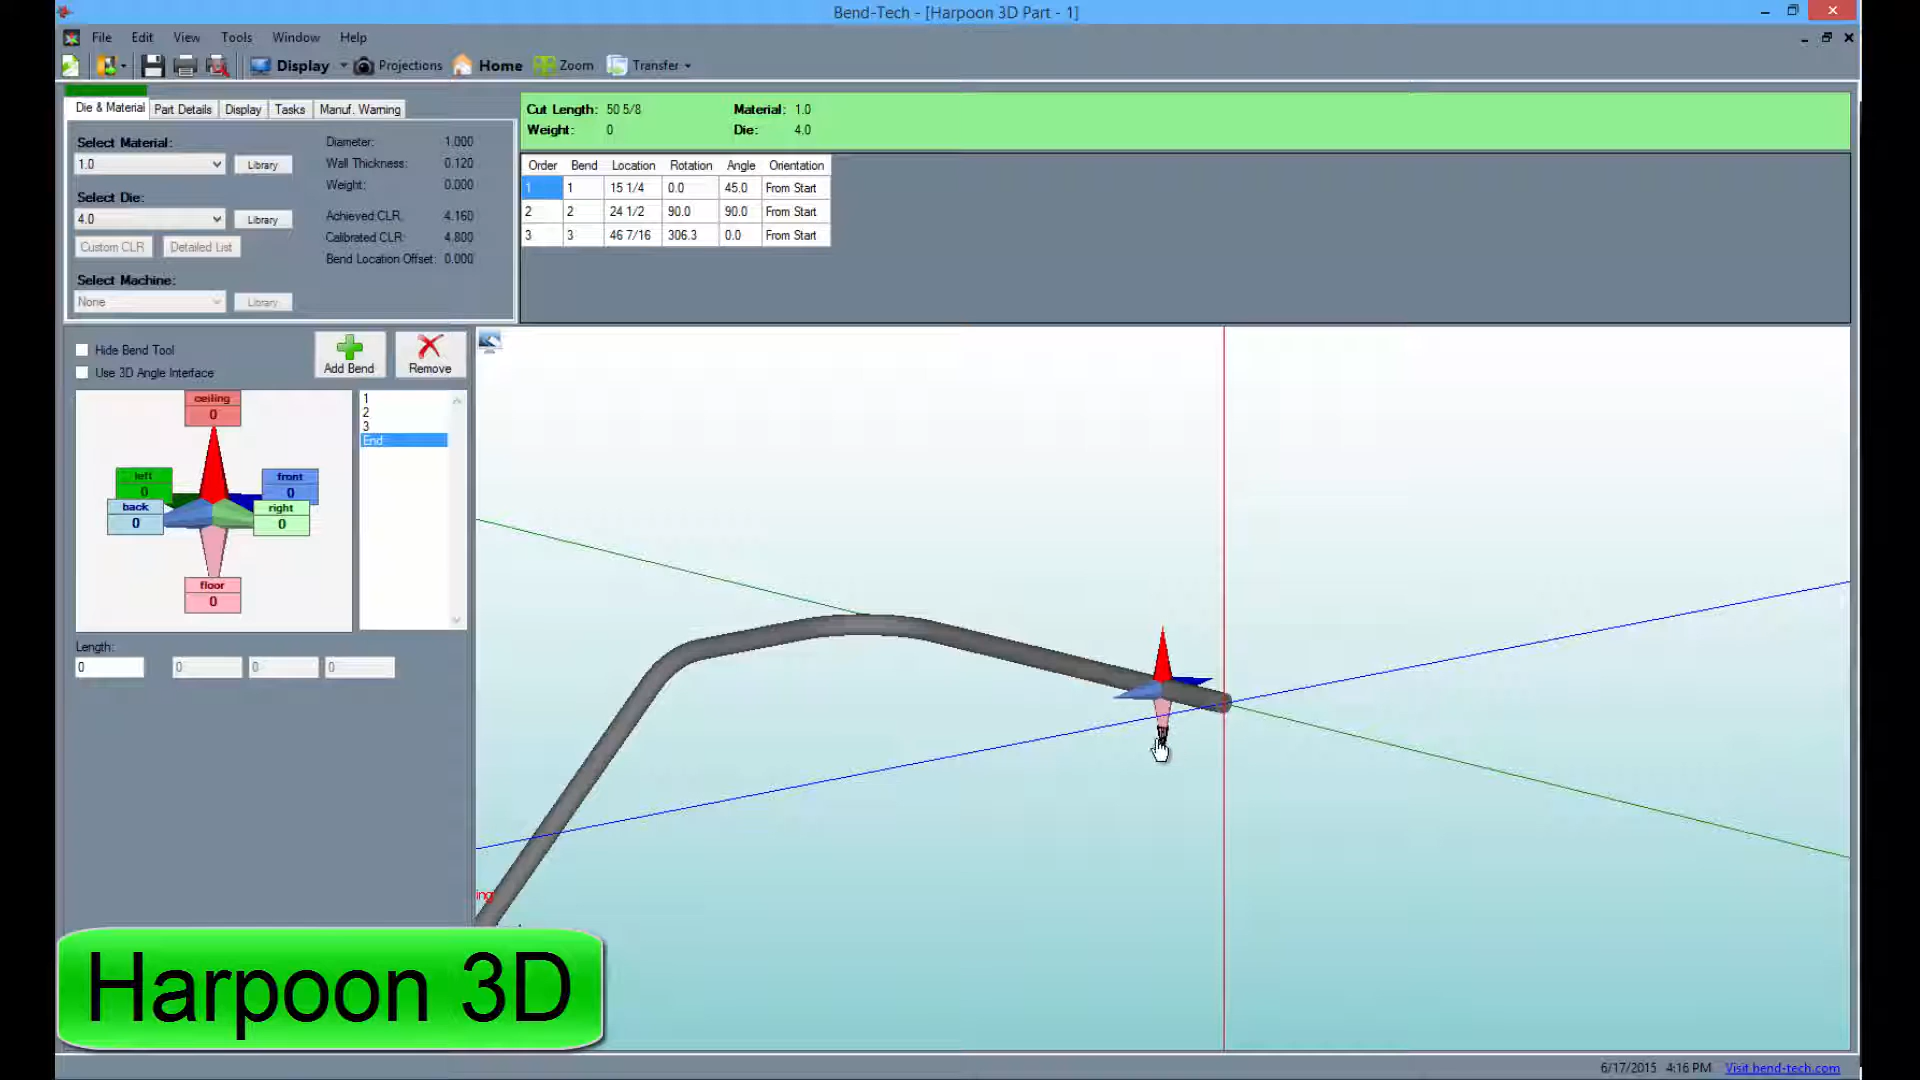 Bend-Tech - [Harpoon 3D Part - 1]
File Edit View Tools Window Help
Display Projections Home Zoom Transfer
Die & Material Part Details Display Tasks Manuf. Warning
Select Material:
1.0 Library
Select Die:
4.0 Library
Custom CLR Detailed List
Select Machine:
None Library
Diameter: 1.000
Wall Thickness: 0.120
Weight: 0.000
Achieved CLR: 4.160
Calibrated CLR: 4.800
Bend Location Offset: 0.000
Cut Length: 50 5/8 Material: 1.0
Weight: 0 Die: 4.0
Order Bend Location Rotation Angle Orientation
1 1 15 1/4 0.0 45.0 From Start
2 2 24 1/2 90.0 90.0 From Start
3 3 46 7/16 306.3 0.0 From Start
Hide Bend Tool
Use 3D Angle Interface
Add Bend Remove
ceiling
0
left
0
front
0
back
0
right
0
floor
0
1
2
3
End
Length:
0 0 0 0
ing
Harpoon 3D
6/17/2015 4:16 PM Visit bend-tech.com